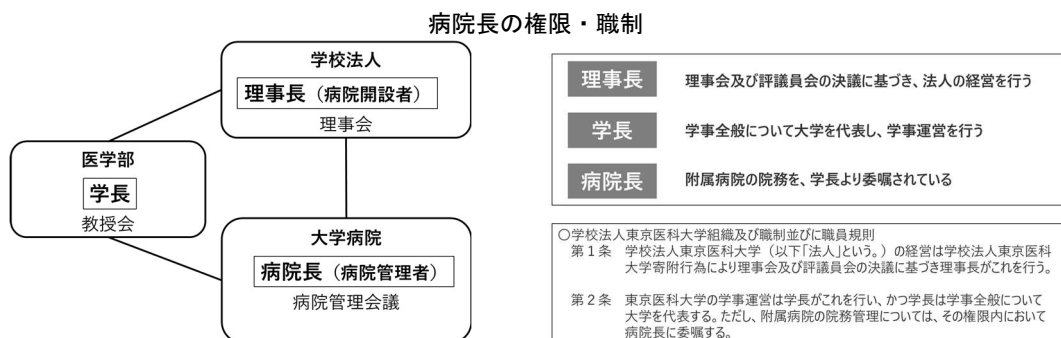 病院長の権限・職制
学校法人
理事長（病院開設者）
理事会
医学部
学長
教授会
大学病院
病院長（病院管理者）
病院管理会議
理事長 理事会及び評議員会の決議に基づき、法人の経営を行う
学長 学事全般について大学を代表し、学事運営を行う
病院長 附属病院の院務を、学長より委嘱されている
〇学校法人東京医科大学組織及び職制並びに職員規則
第１条 学校法人東京医科大学（以下「法人」という。）の経営は学校法人東京医科
大学寄附行為により理事会及び評議員会の決議に基づき理事長がこれを行う。
第２条 東京医科大学の学事運営は学長がこれを行い、かつ学長は学事全般について
大学を代表する。ただし、附属病院の院務管理については、その権限内において
病院長に委嘱する。